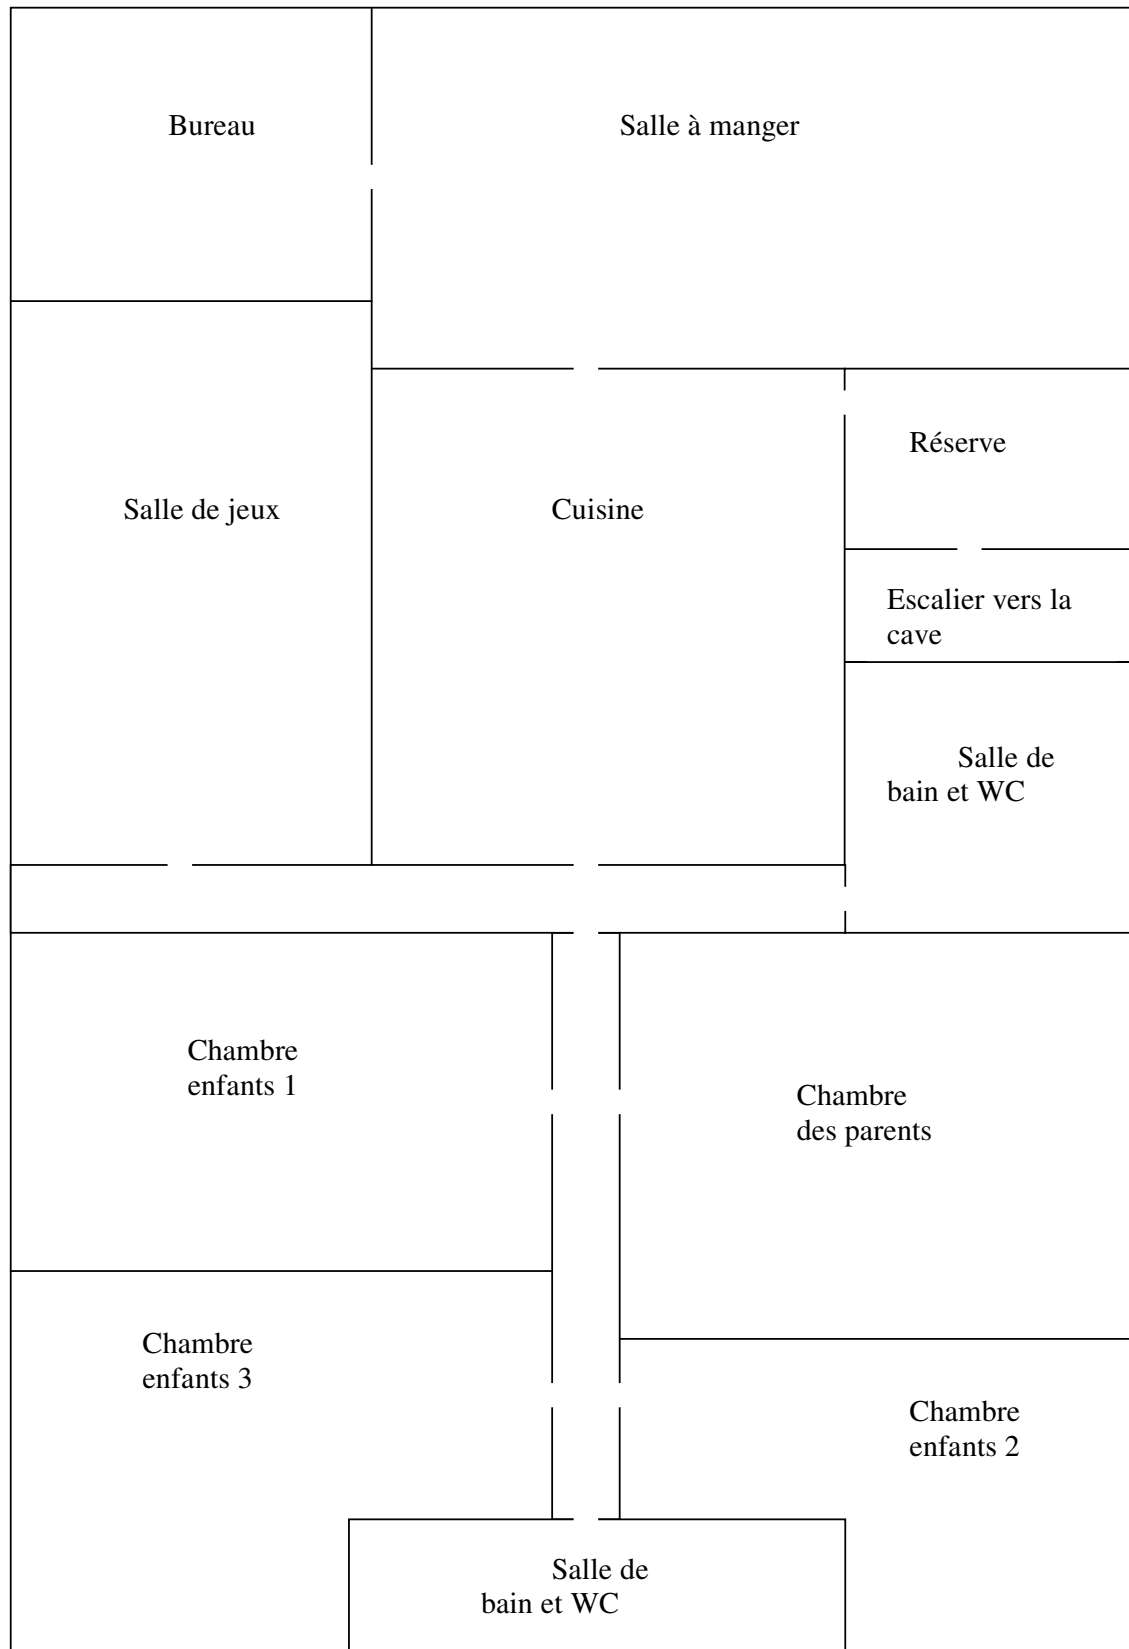 Bureau
Salle à manger
Réserve
Salle de jeux
Cuisine
Escalier vers la
cave
Salle de
bain et WC
Chambre
enfants 1
Chambre
des parents
Chambre
enfants 3
Chambre
enfants 2
Salle de
bain et WC